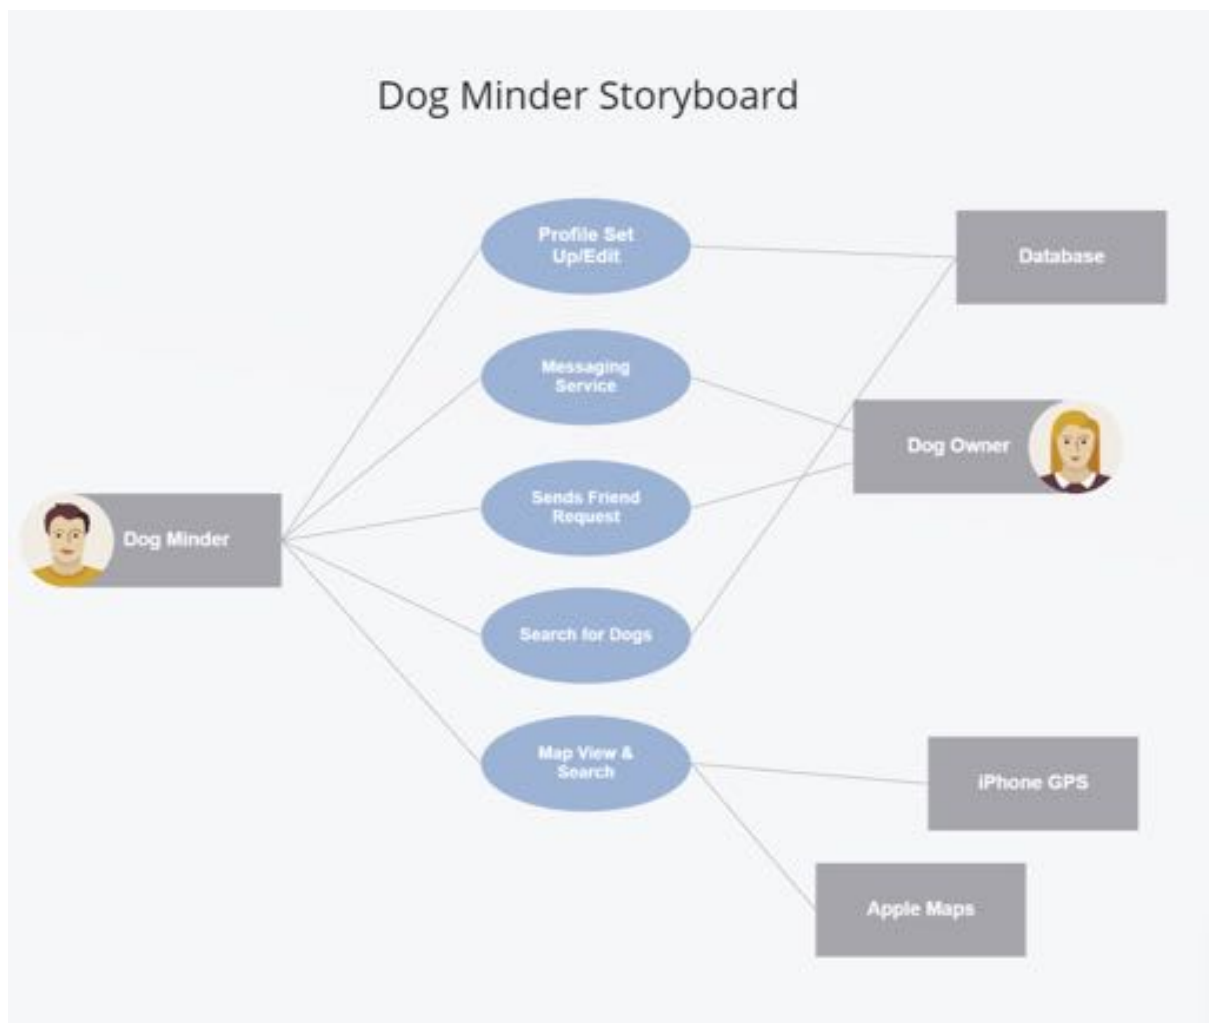 Dog Minder Storyboard
Profile Set
Up/Edit
Database
Messaging
Service
Dog Owner
Sends Friend
Request
Dog Minder
Search for Dogs
Map View &
Search
iPhone GPS
Apple Maps